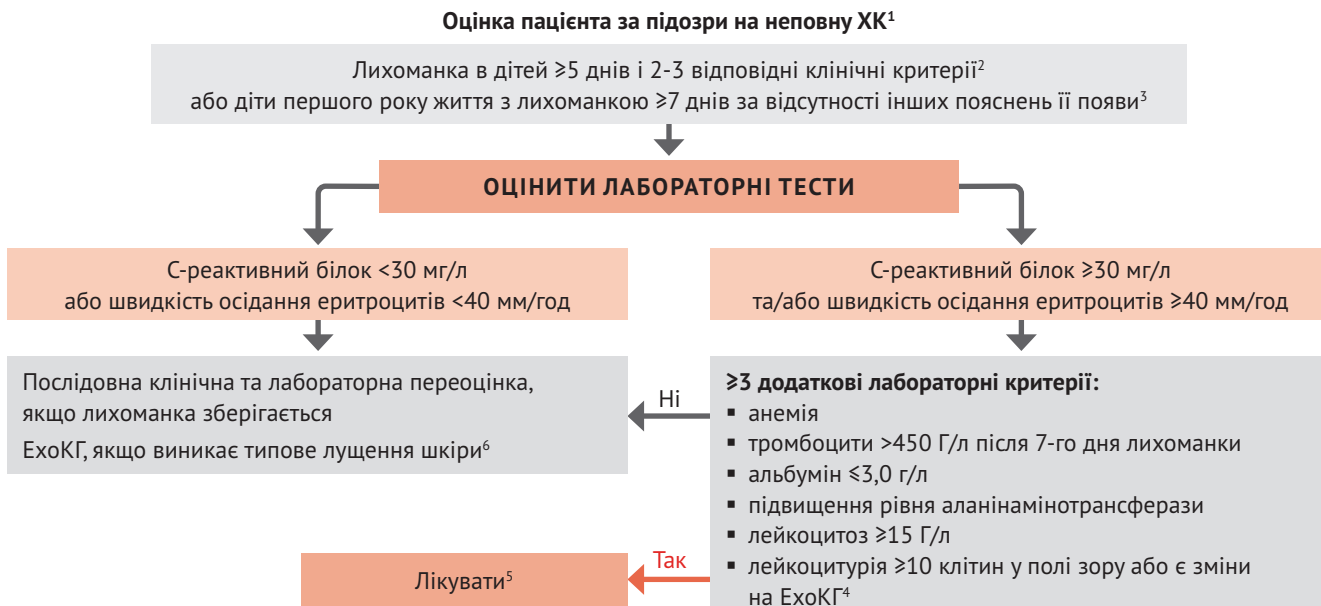 Оцінка пацієнта за підозри на неповну ХК¹
Лихоманка в дітей ⩾5 днів і 2-3 відповідні клінічні критерії²
або діти першого року життя з лихоманкою ⩾7 днів за відсутності інших пояснень її появи³
ОЦІНИТИ ЛАБОРАТОРНІ ТЕСТИ
С-реактивний білок <30 мг/л
або швидкість осідання еритроцитів <40 мм/год
С-реактивний білок ⩾30 мг/л
та/або швидкість осідання еритроцитів ⩾40 мм/год
Послідовна клінічна та лабораторна переоцінка,
якщо лихоманка зберігається
ЕхоКГ, якщо виникає типове лущення шкіри⁶
Ні
⩾3 додаткові лабораторні критерії:
▪ анемія
▪ тромбоцити >450 Г/л після 7-го дня лихоманки
▪ альбумін ⩽3,0 г/л
▪ підвищення рівня аланінамінотрансферази
▪ лейкоцитоз ⩾15 Г/л
▪ лейкоцитурія ⩾10 клітин у полі зору або є зміни
на ЕхоКГ⁴
Так
Лікувати⁵